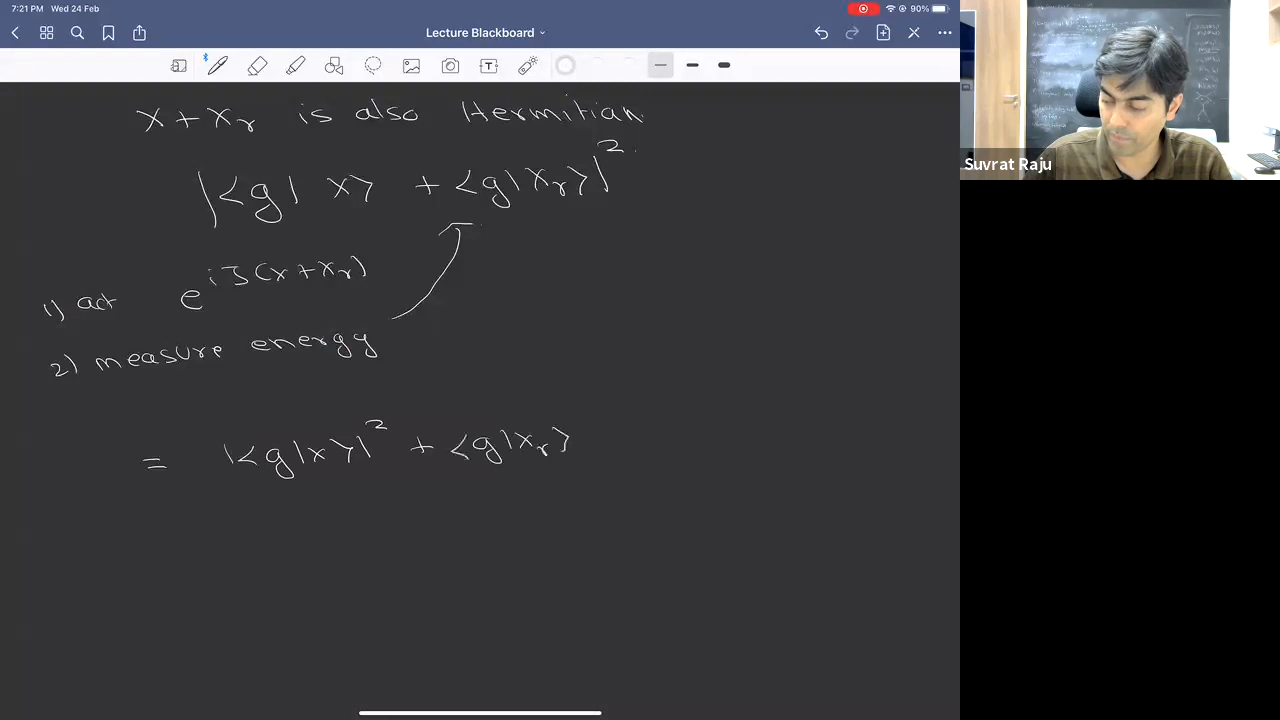 7:21 PM Wed 24 Feb
90%
Lecture Blackboard
T
Suvrat Raju
X + X_r is also Hermitian.
|<g| X> + <g|X_r>|^2.
1) act e^{iJ(X+X_r)}
2) measure energy
= |<g|X>|^2 + <g|X_r>